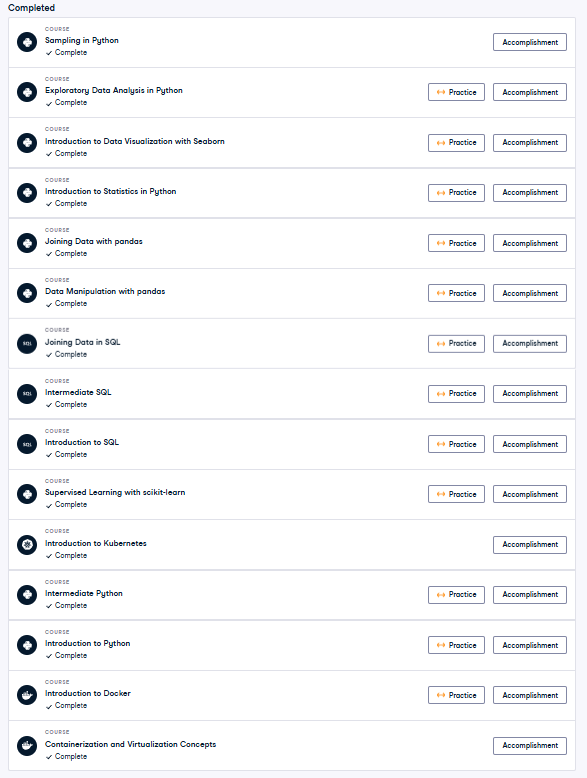 Completed
COURSE
Sampling in Python
Complete
Accomplishment
COURSE
Exploratory Data Analysis in Python
Complete
Practice
Accomplishment
COURSE
Introduction to Data Visualization with Seaborn
Complete
Practice
Accomplishment
COURSE
Introduction to Statistics in Python
Complete
Practice
Accomplishment
COURSE
Joining Data with pandas
Complete
Practice
Accomplishment
COURSE
Data Manipulation with pandas
Complete
Practice
Accomplishment
COURSE
SQL
Joining Data in SQL
Complete
Practice
Accomplishment
COURSE
SQL
Intermediate SQL
Complete
Practice
Accomplishment
COURSE
SQL
Introduction to SQL
Complete
Practice
Accomplishment
COURSE
Supervised Learning with scikit-learn
Complete
Practice
Accomplishment
COURSE
Introduction to Kubernetes
Complete
Accomplishment
COURSE
Intermediate Python
Complete
Practice
Accomplishment
COURSE
Introduction to Python
Complete
Practice
Accomplishment
COURSE
Introduction to Docker
Complete
Practice
Accomplishment
COURSE
Containerization and Virtualization Concepts
Complete
Accomplishment